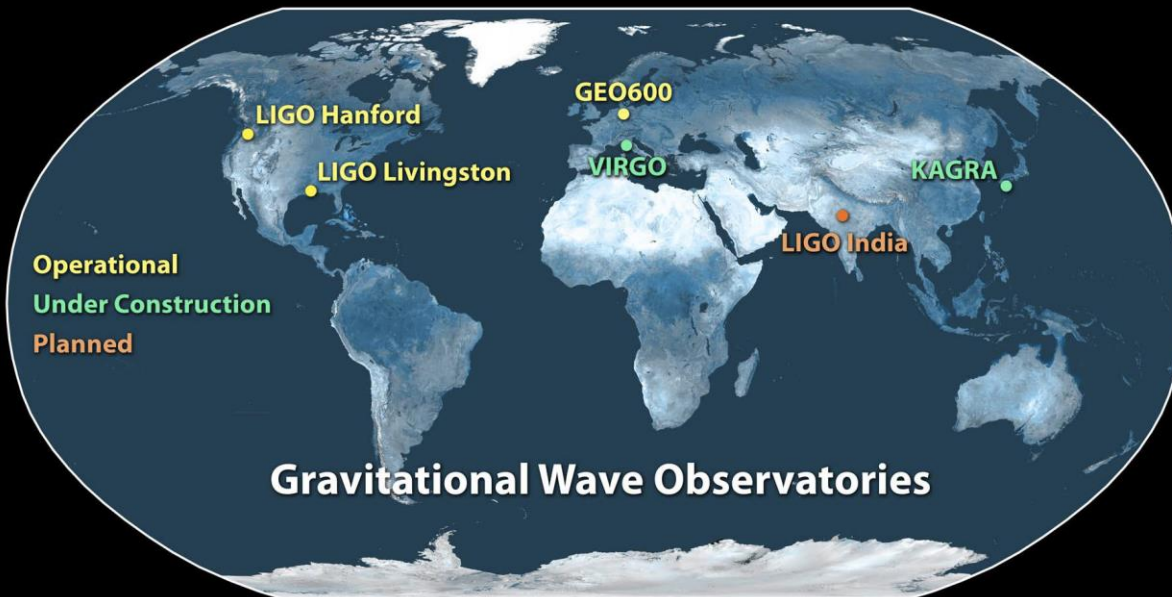 GEO600
LIGO Hanford
VIRGO
KAGRA
LIGO Livingston
LIGO India
Operational
Under Construction
Planned
Gravitational Wave Observatories